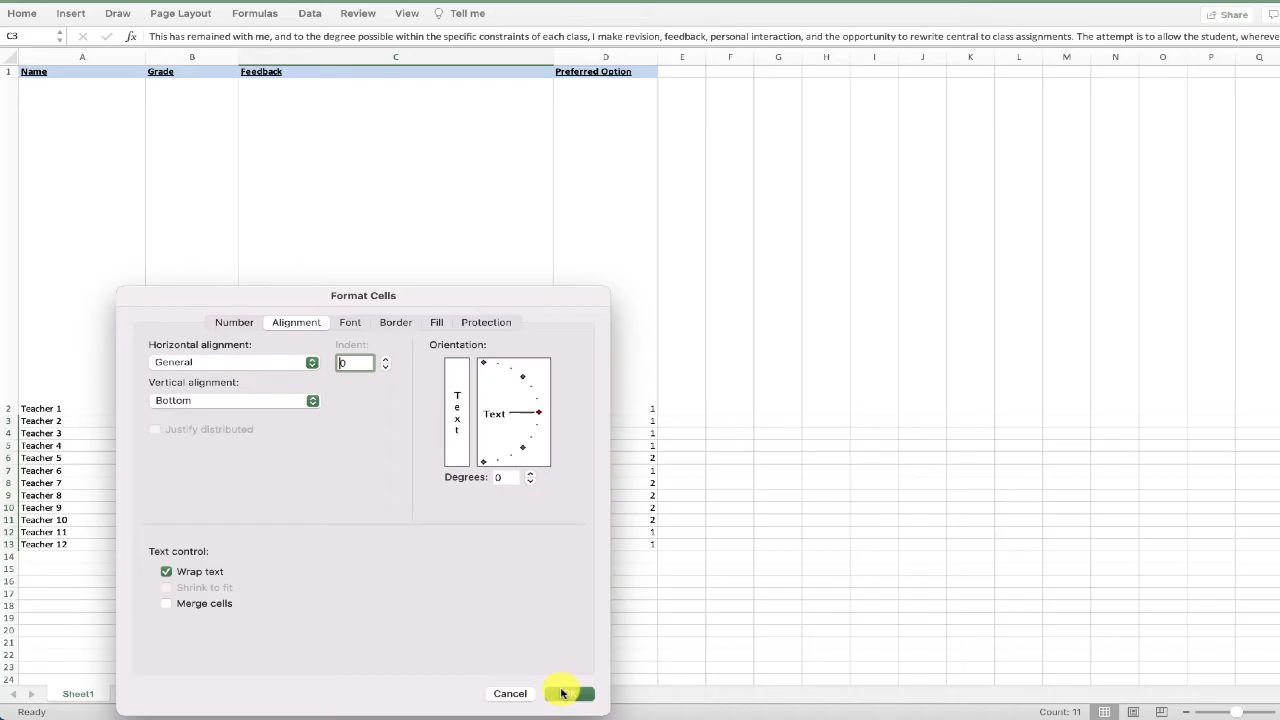 Home Insert Draw Page Layout Formulas Data Review View Tell me Share
C3 fx This has remained with me, and to the degree possible within the specific constraints of each class, I make revision, feedback, personal interaction, and the opportunity to rewrite central to class assignments. The attempt is to allow the student, whereve
A B C D E F G H I J K L M N O P Q
1 Name Grade Feedback Preferred Option
Format Cells
Number Alignment Font Border Fill Protection
Horizontal alignment: Indent: Orientation:
General 0
Vertical alignment:
Bottom
Justify distributed
Text
Text
Degrees: 0
Text control:
Wrap text
Shrink to fit
Merge cells
Cancel
2 Teacher 1 1
3 Teacher 2 1
4 Teacher 3 1
5 Teacher 4 1
6 Teacher 5 2
7 Teacher 6 1
8 Teacher 7 2
9 Teacher 8 2
10 Teacher 9 2
11 Teacher 10 2
12 Teacher 11 1
13 Teacher 12 1
14
15
16
17
18
19
20
21
22
23
24
Sheet1
Ready Count: 11